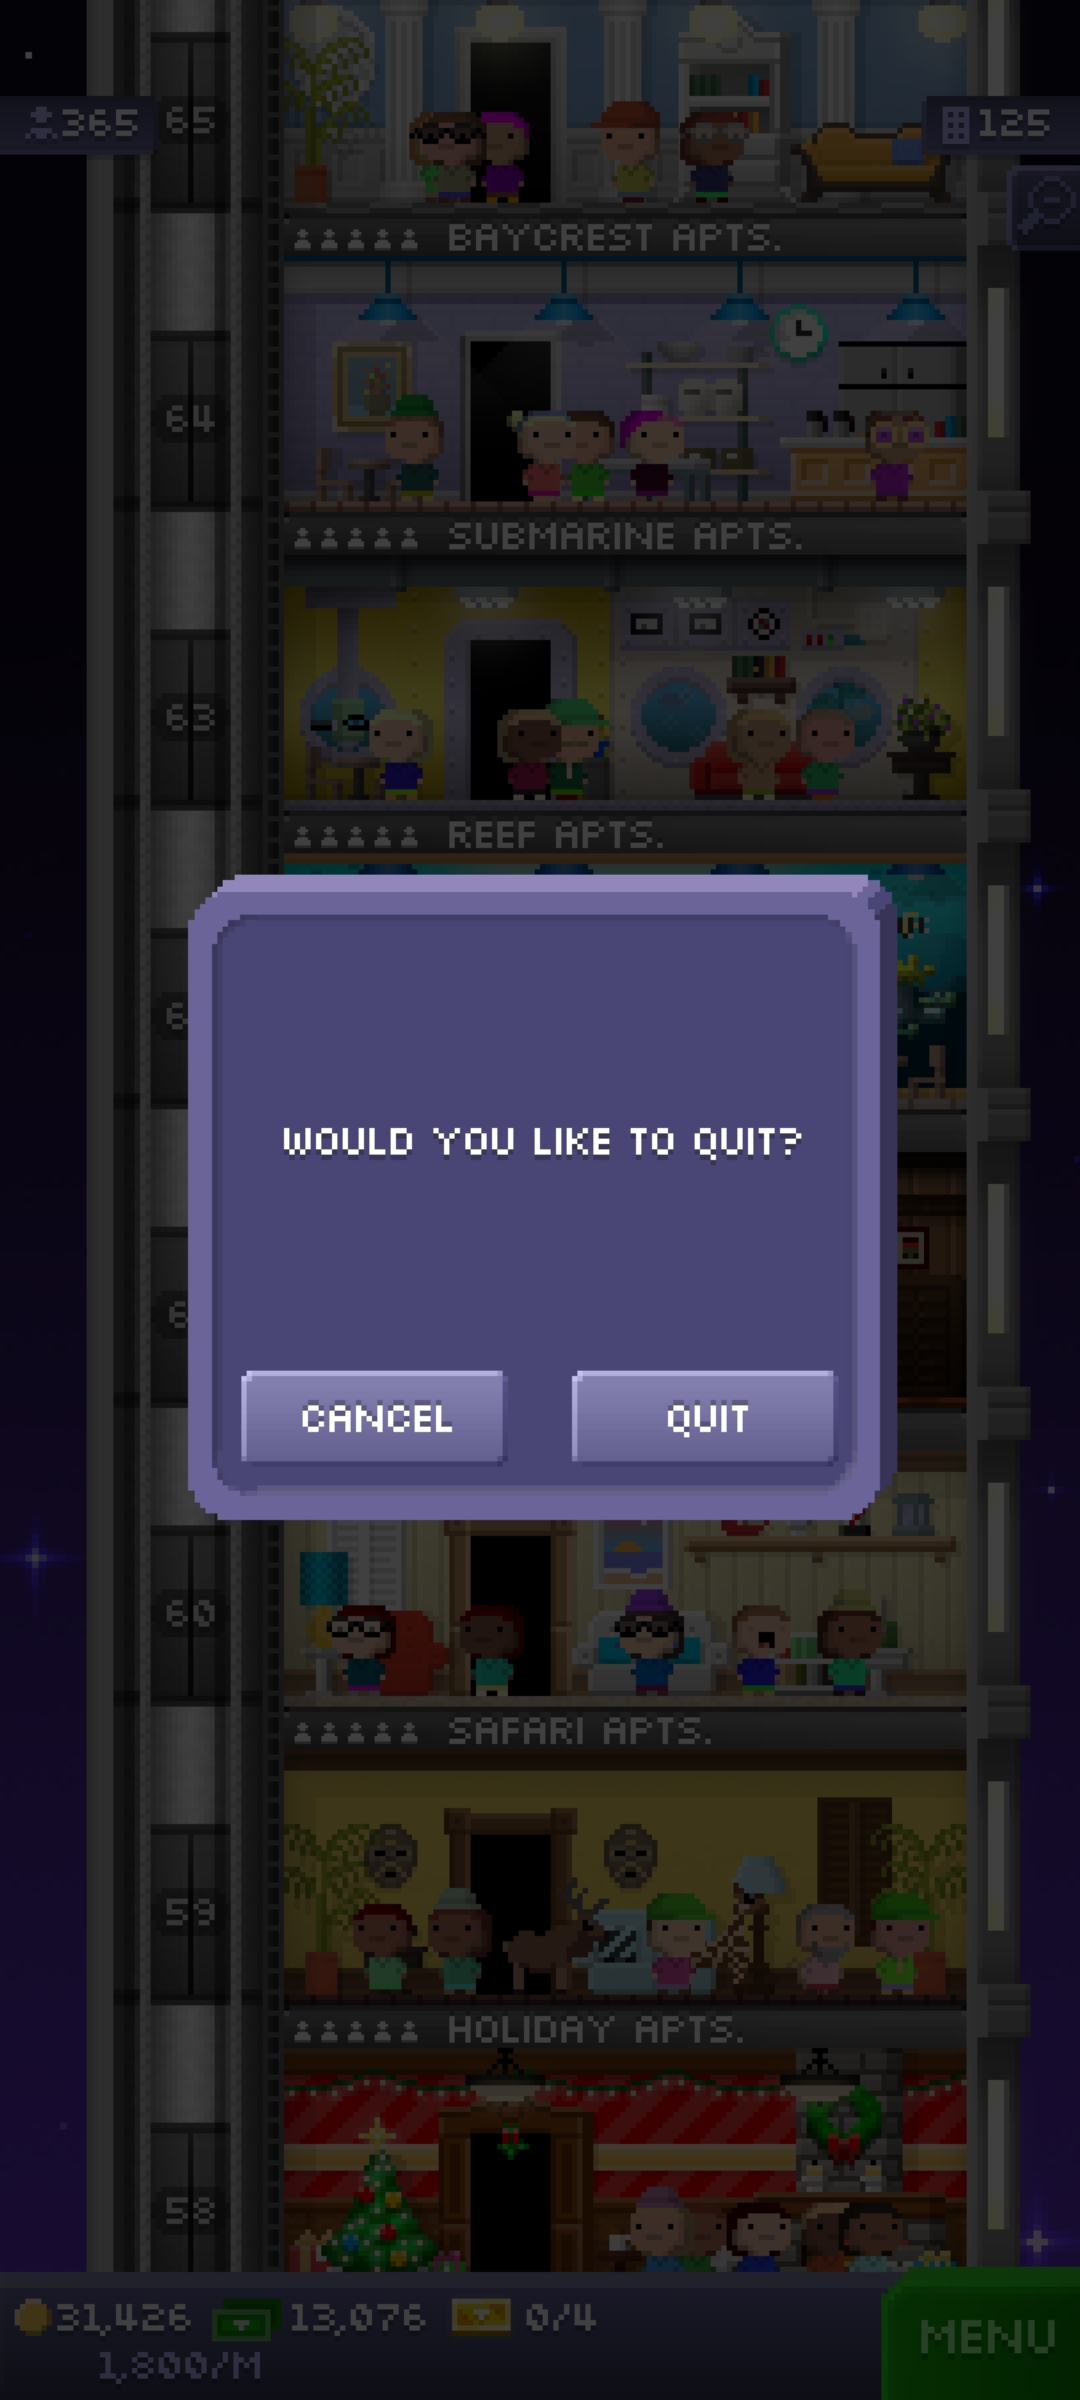 365
65
125
BAYCREST APTS.
64
SUBMARINE APTS.
63
REEF APTS.
WOULD YOU LIKE TO QUIT?
CANCEL
QUIT
60
SAFARI APTS.
59
HOLIDAY APTS.
58
31,426
13,076
0/4
1,800/M
MENU